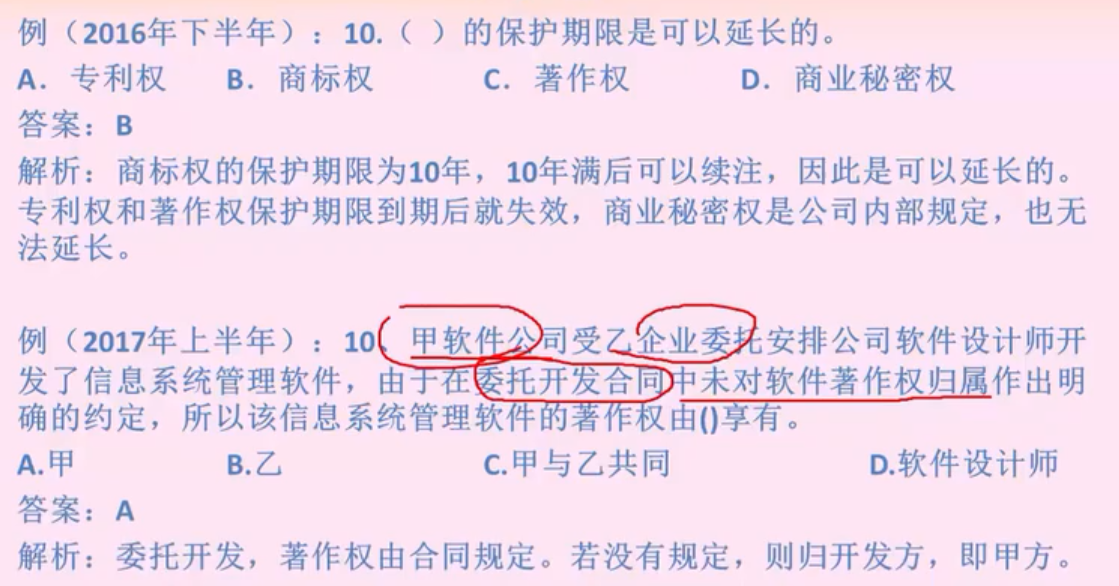 例（2016年下半年）：10.（ ）的保护期限是可以延长的。
A. 专利权 B. 商标权 C. 著作权 D. 商业秘密权
答案：B
解析：商标权的保护期限为10年，10年满后可以续注，因此是可以延长的。
专利权和著作权保护期限到期后就失效，商业秘密权是公司内部规定，也无
法延长。
例（2017年上半年）：10、甲软件公司受乙企业委托安排公司软件设计师开
发了信息系统管理软件，由于在委托开发合同中未对软件著作权归属作出明
确的约定，所以该信息系统管理软件的著作权由()享有。
A.甲 B.乙 C.甲与乙共同 D.软件设计师
答案：A
解析：委托开发，著作权由合同规定。若没有规定，则归开发方，即甲方。